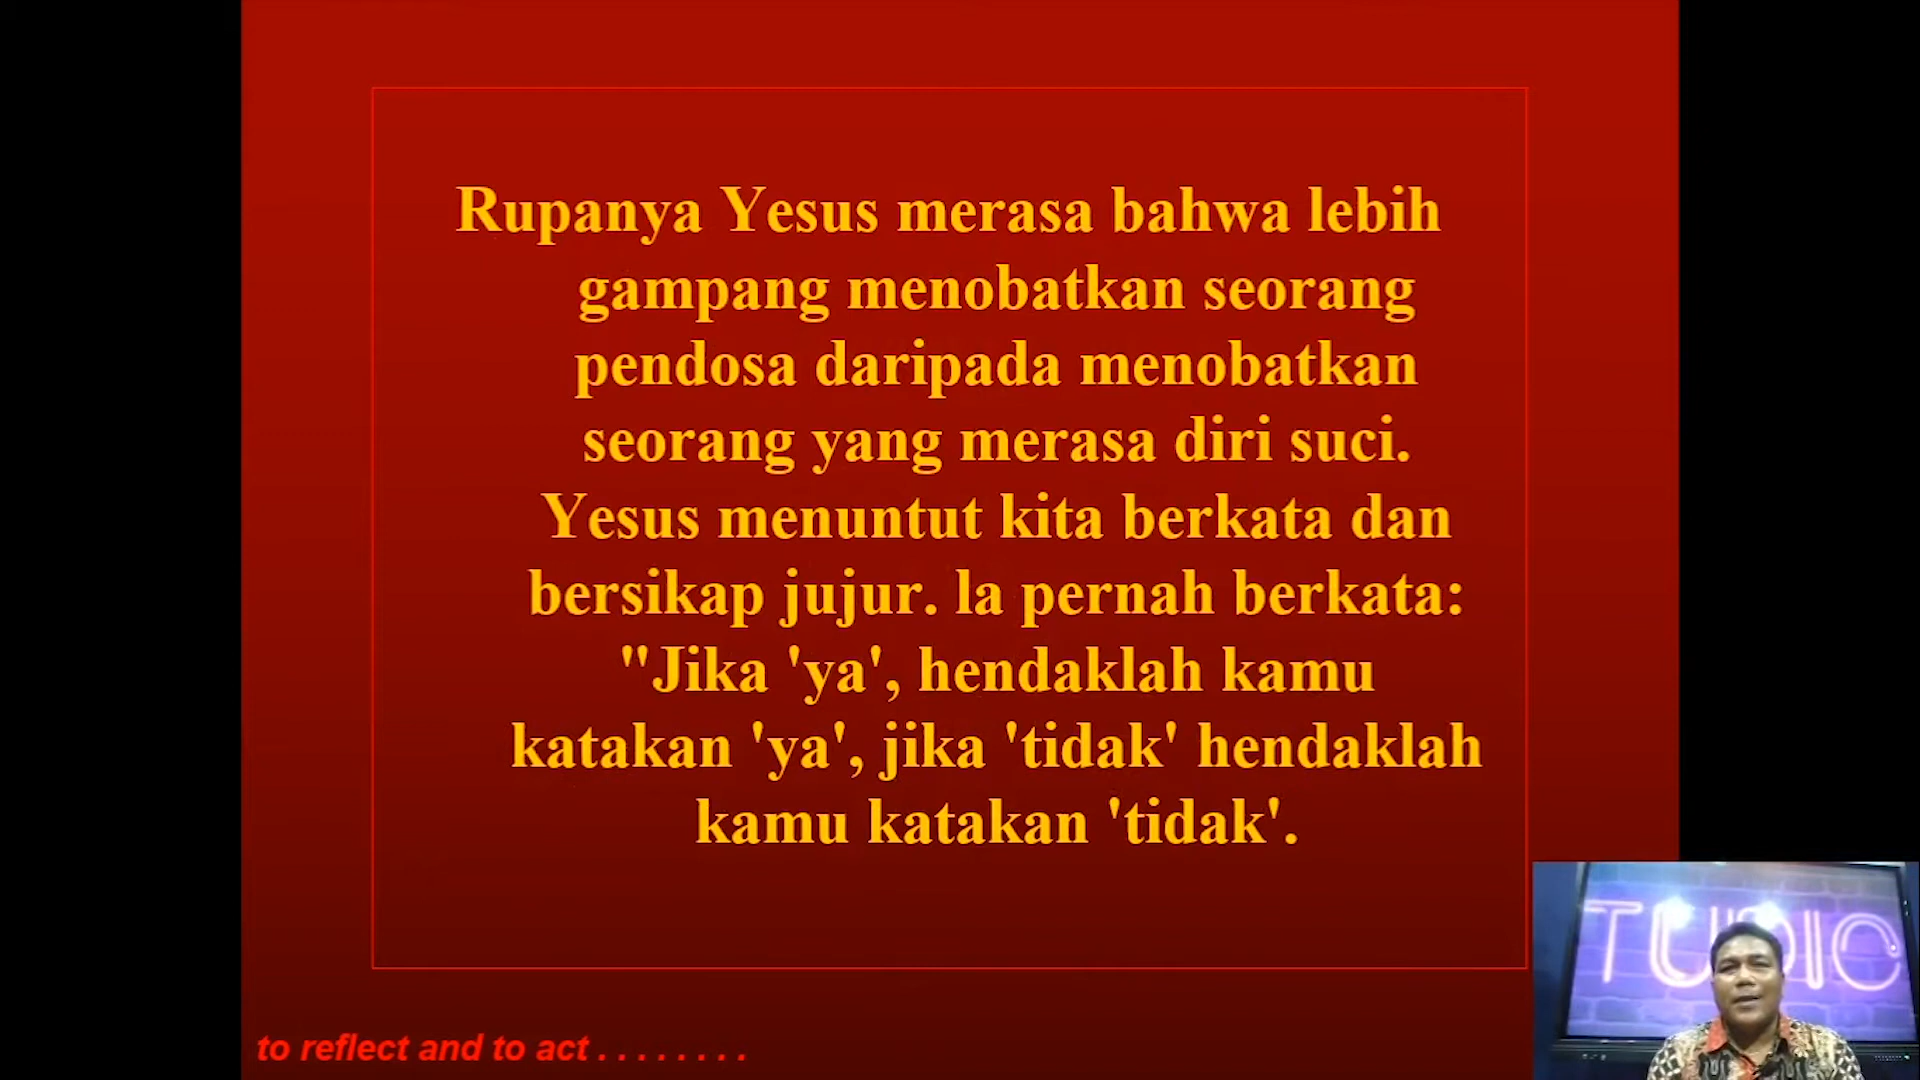 Rupanya Yesus merasa bahwa lebih
gampang menobatkan seorang
pendosa daripada menobatkan
seorang yang merasa diri suci.
Yesus menuntut kita berkata dan
bersikap jujur. la pernah berkata:
"Jika 'ya', hendaklah kamu
katakan 'ya', jika 'tidak' hendaklah
kamu katakan 'tidak'.
to reflect and to act . . . . . . . .
TUDIO